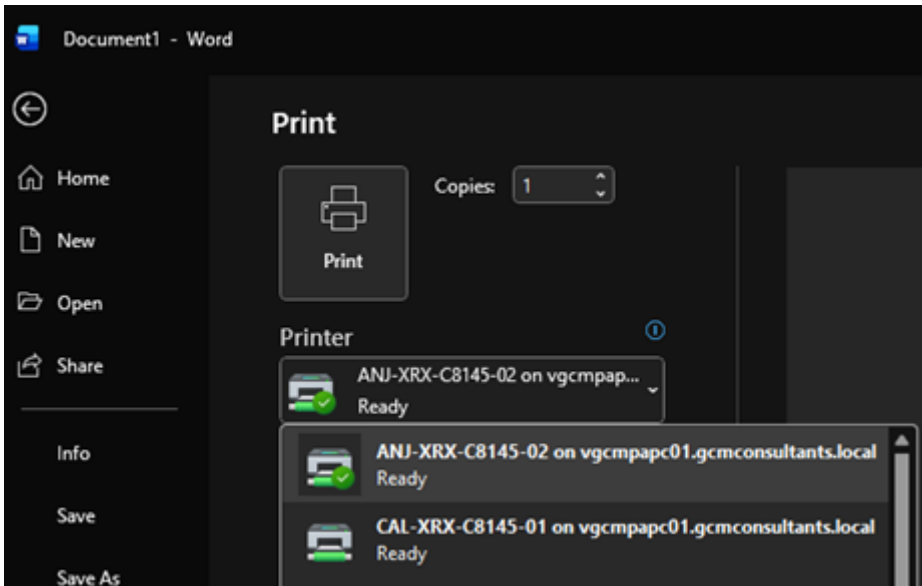 Document1 - Word
Print
Home
Copies: 1
New
Print
Open
Printer
Share
ANJ-XRX-C8145-02 on vgcmpap...
Ready
Info
ANJ-XRX-C8145-02 on vgcmpapc01.gcmconsultants.local
Ready
Save
CAL-XRX-C8145-01 on vgcmpapc01.gcmconsultants.local
Ready
Save As